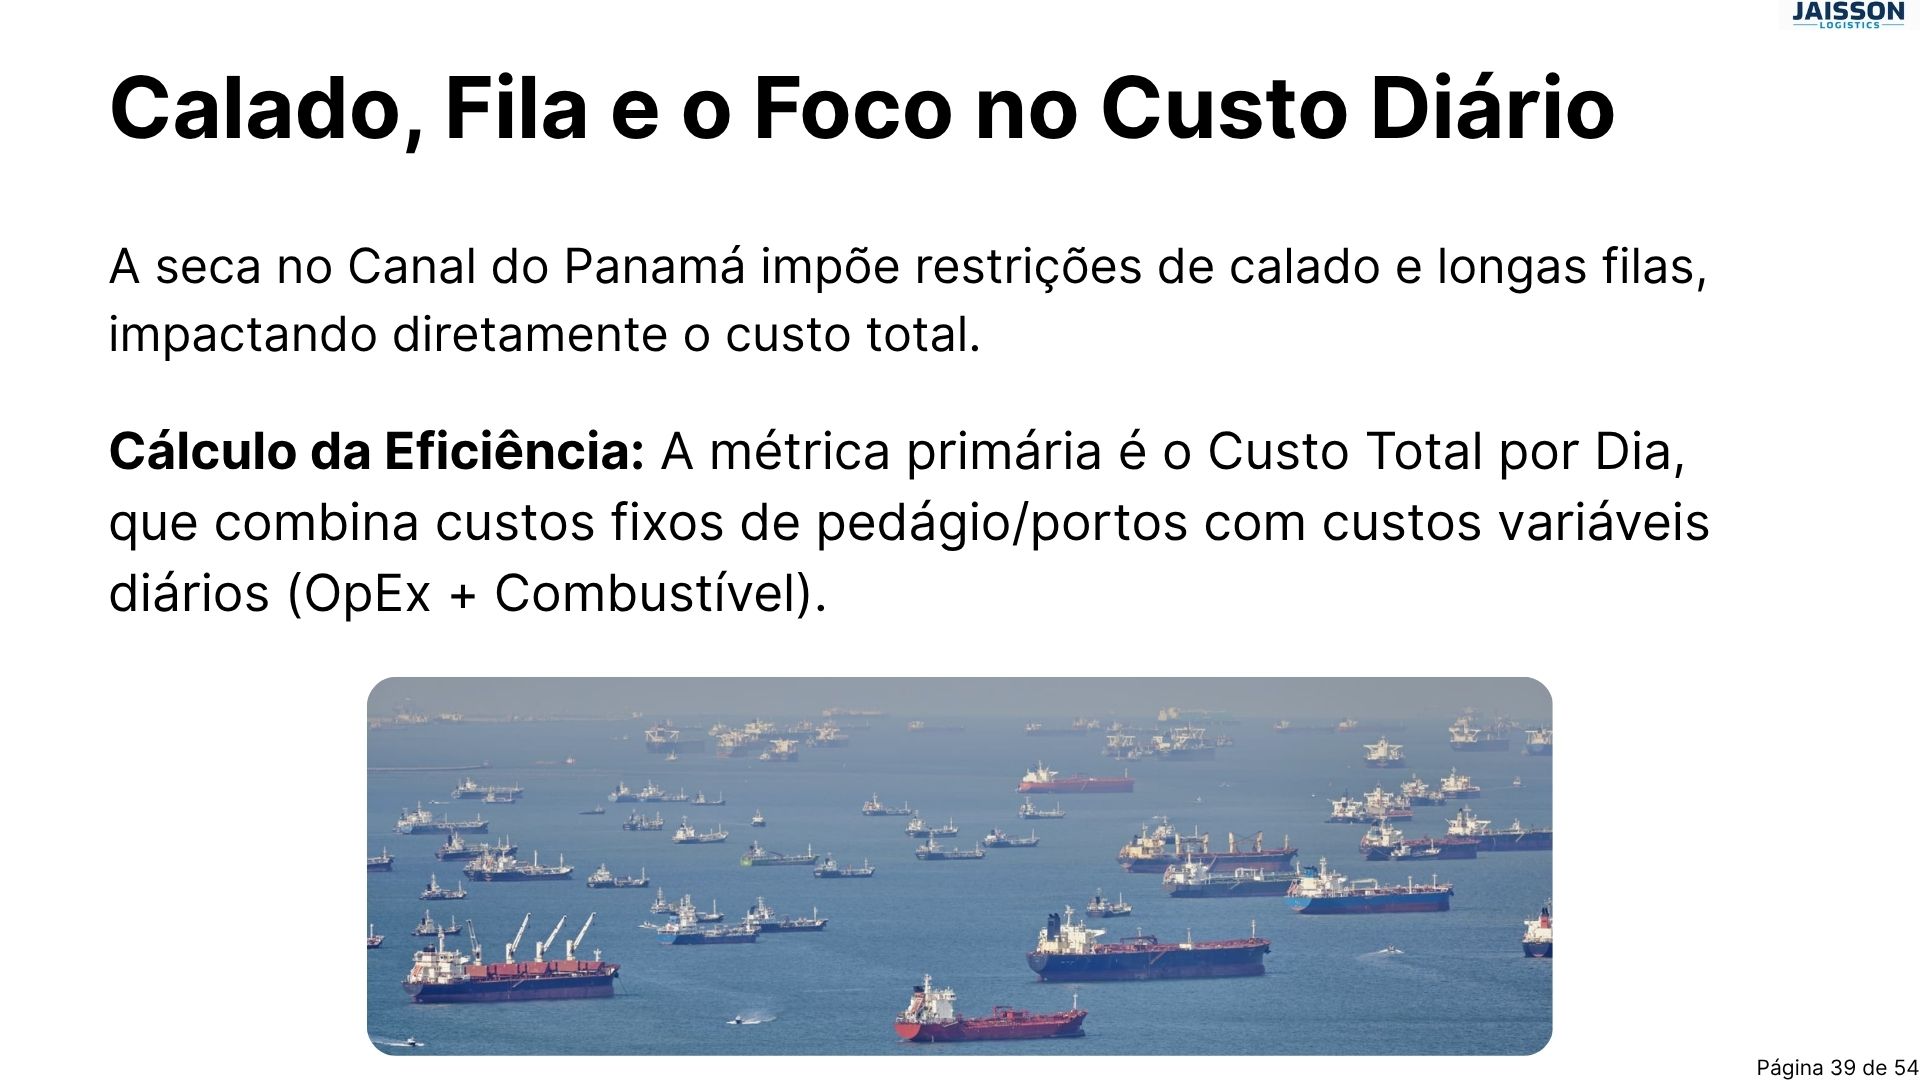 JAISSON
LOGISTICS
Calado, Fila e o Foco no Custo Diário
A seca no Canal do Panamá impõe restrições de calado e longas filas,
impactando diretamente o custo total.
Cálculo da Eficiência: A métrica primária é o Custo Total por Dia,
que combina custos fixos de pedágio/portos com custos variáveis
diários (OpEx + Combustível).
Página 39 de 54